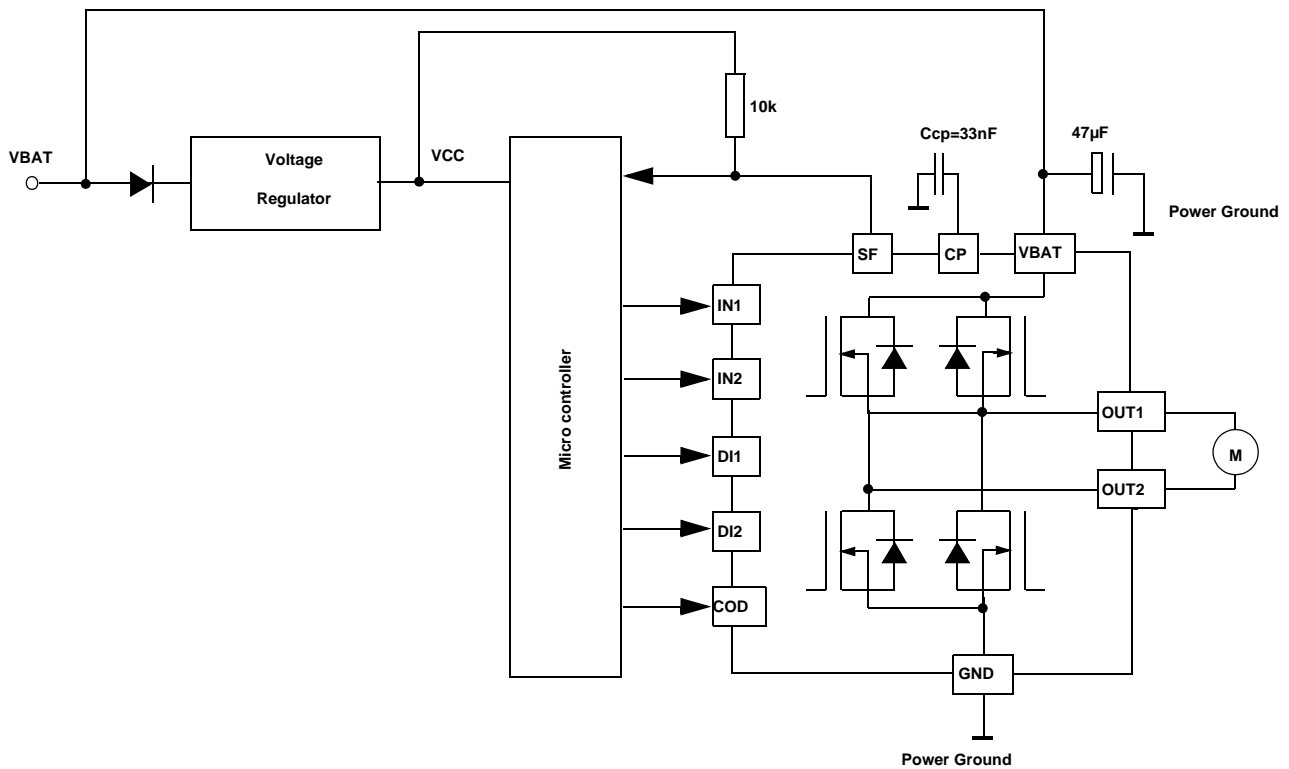 10k
Ccp=33nF
47µF
VBAT
Voltage
Regulator
VCC
Power Ground
SF
CP
VBAT
IN1
IN2
Micro controller
DI1
DI2
COD
OUT1
M
OUT2
GND
Power Ground